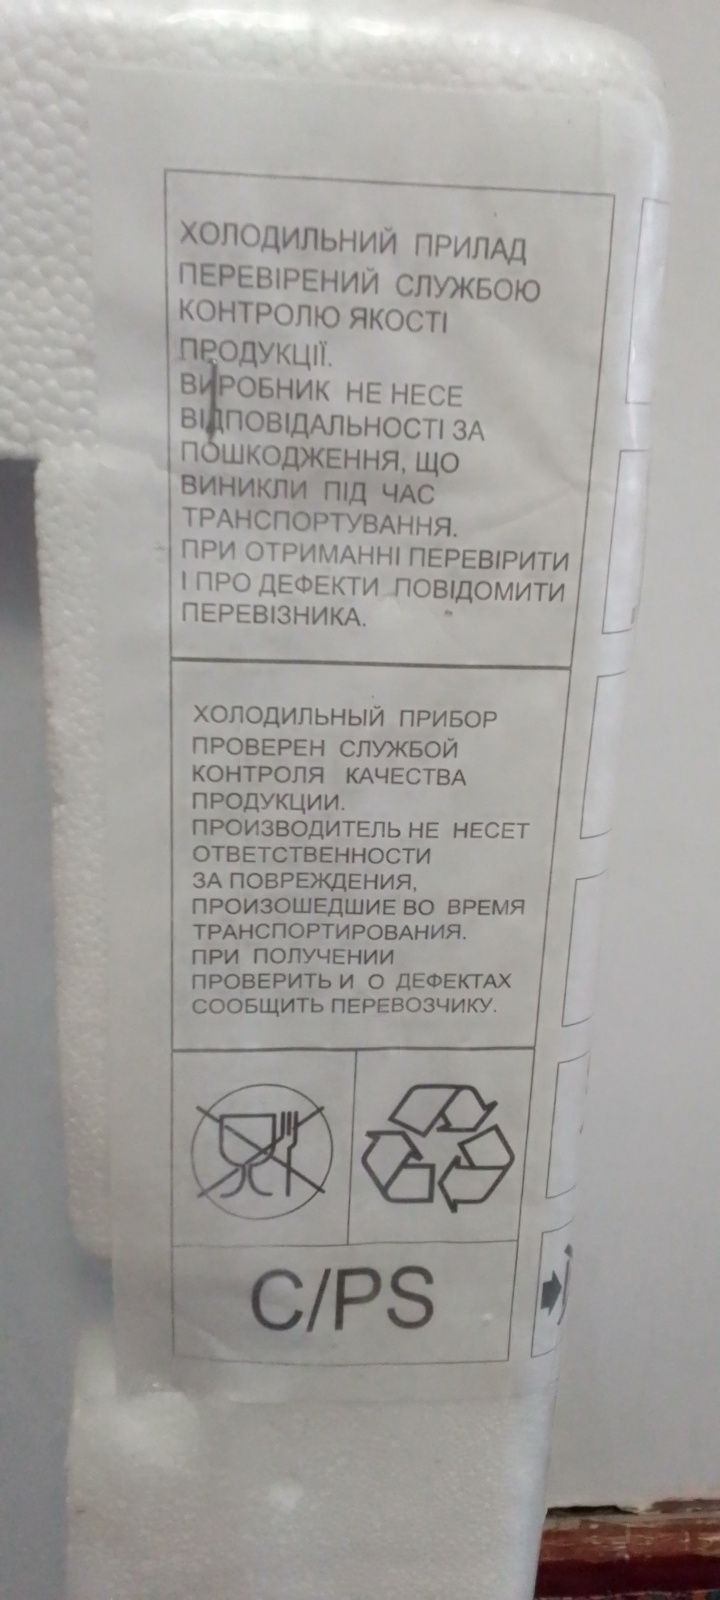 ХОЛОДИЛЬНИЙ ПРИЛАД
ПЕРЕВІРЕНИЙ СЛУЖБОЮ
КОНТРОЛЮ ЯКОСТІ
ПРОДУКЦІЇ.
ВИРОБНИК НЕ НЕСЕ
ВІДПОВІДАЛЬНОСТІ ЗА
ПОШКОДЖЕННЯ, ЩО
ВИНИКЛИ ПІД ЧАС
ТРАНСПОРТУВАННЯ.
ПРИ ОТРИМАННІ ПЕРЕВІРИТИ
І ПРО ДЕФЕКТИ ПОВІДОМИТИ
ПЕРЕВІЗНИКА.
ХОЛОДИЛЬНЫЙ ПРИБОР
ПРОВЕРЕН СЛУЖБОЙ
КОНТРОЛЯ КАЧЕСТВА
ПРОДУКЦИИ.
ПРОИЗВОДИТЕЛЬ НЕ НЕСЕТ
ОТВЕТСТВЕННОСТИ
ЗА ПОВРЕЖДЕНИЯ,
ПРОИЗОШЕДШИЕ ВО ВРЕМЯ
ТРАНСПОРТИРОВАНИЯ.
ПРИ ПОЛУЧЕНИИ
ПРОВЕРИТЬ И О ДЕФЕКТАХ
СООБЩИТЬ ПЕРЕВОЗЧИКУ.
C/PS